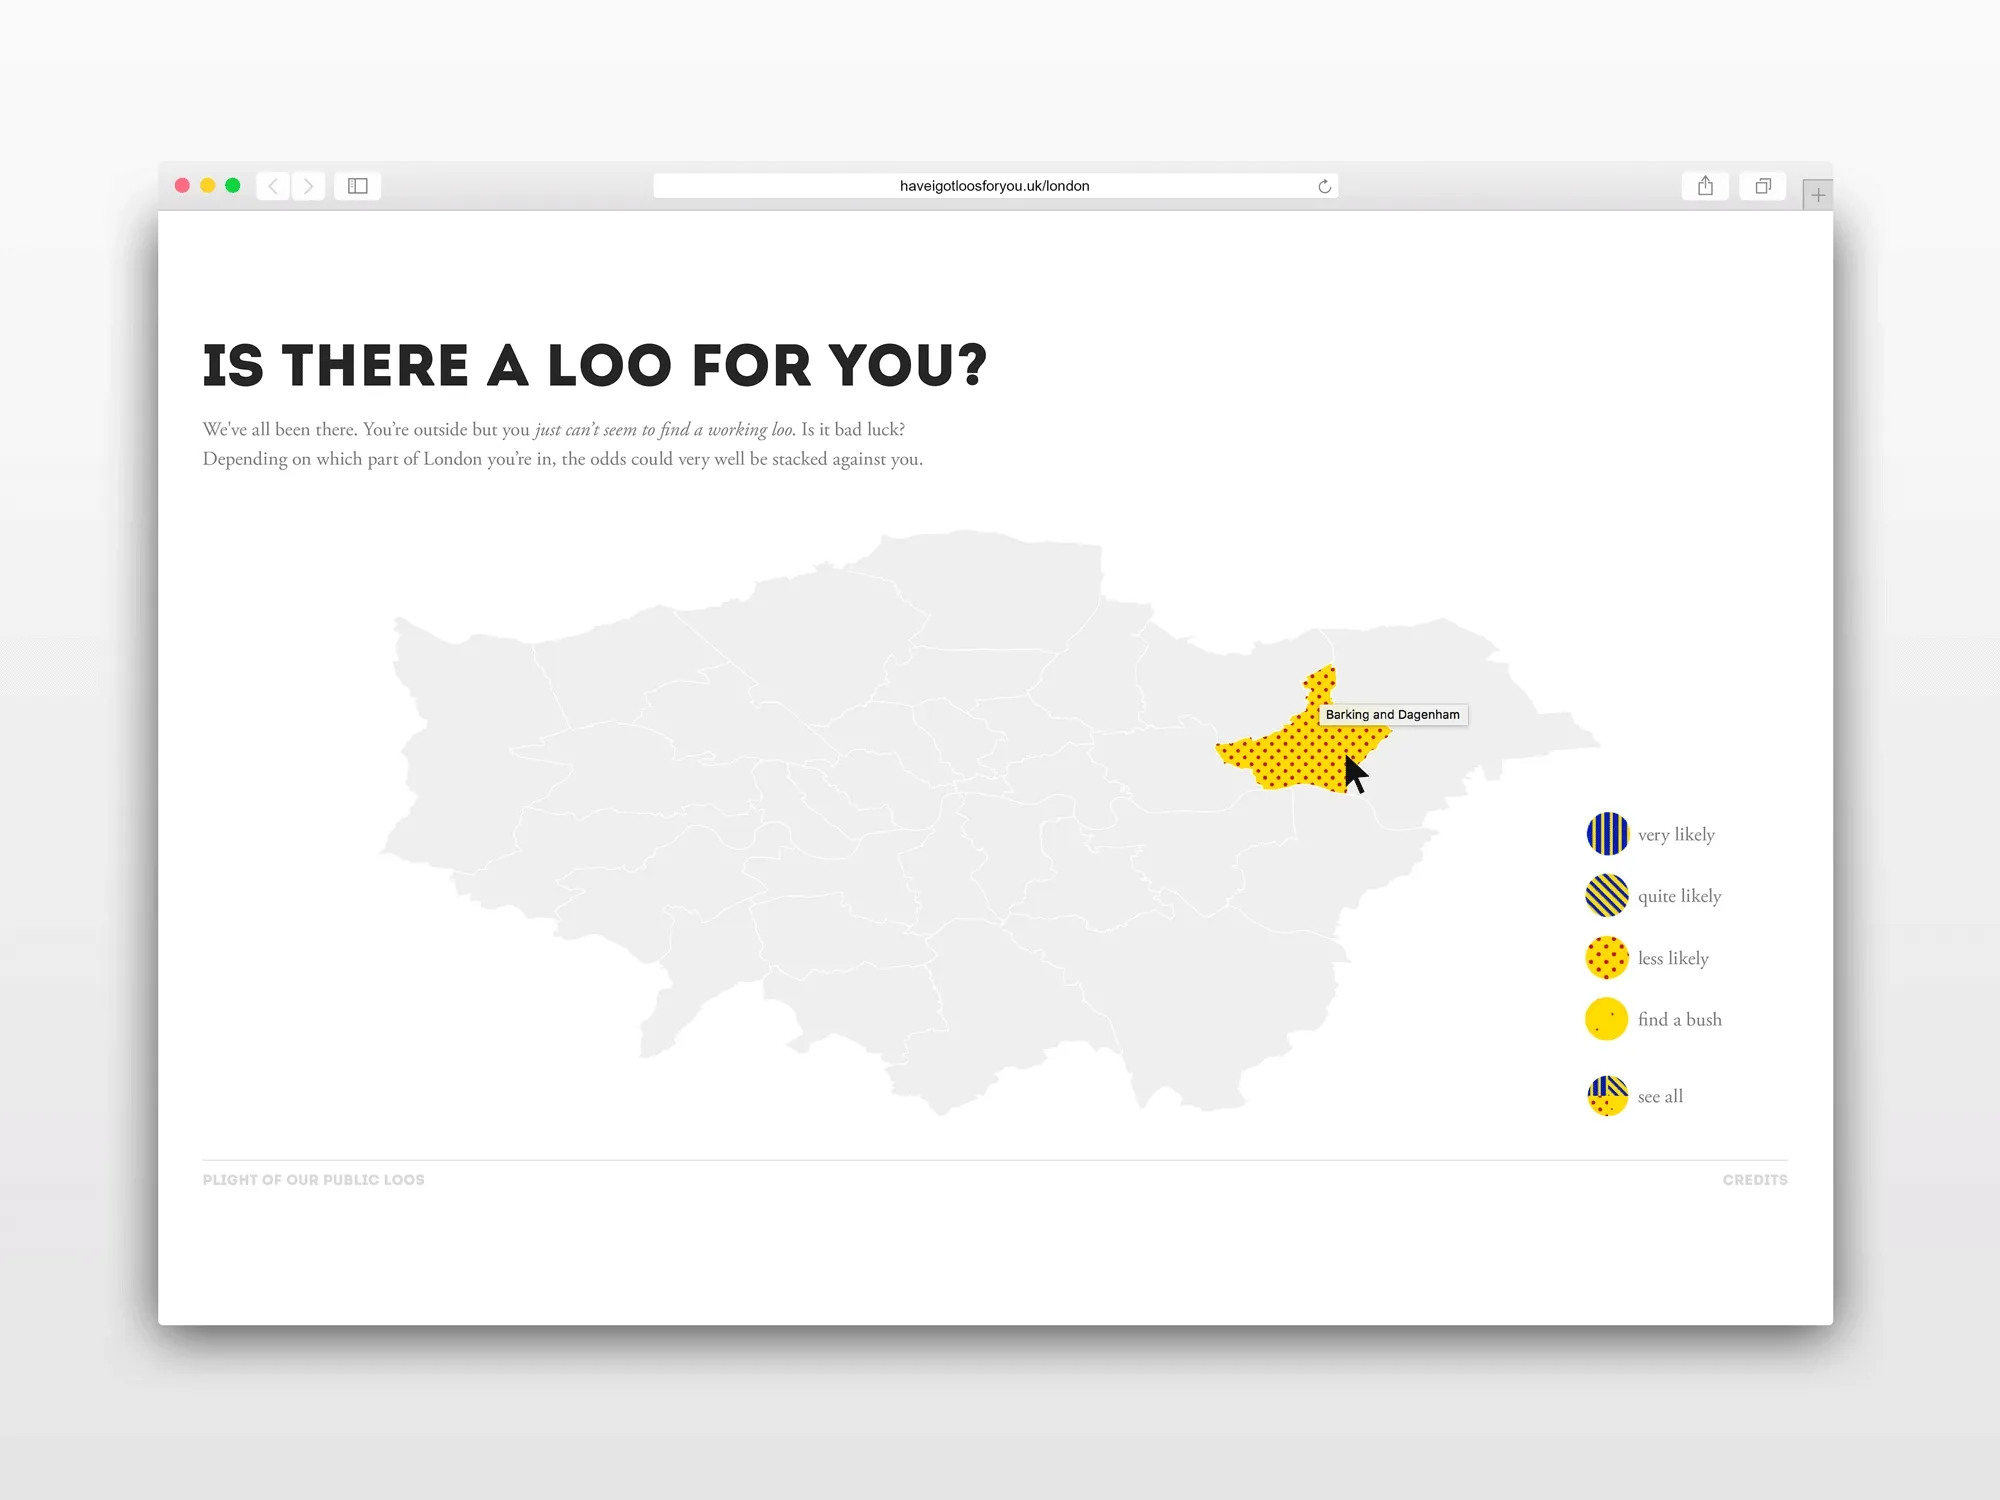 haveigotloosforyou.uk/london
IS THERE A LOO FOR YOU?
We've all been there. You’re outside but you just can’t seem to find a working loo. Is it bad luck?
Depending on which part of London you’re in, the odds could very well be stacked against you.
Barking and Dagenham
very likely
quite likely
less likely
find a bush
see all
PLIGHT OF OUR PUBLIC LOOS
CREDITS